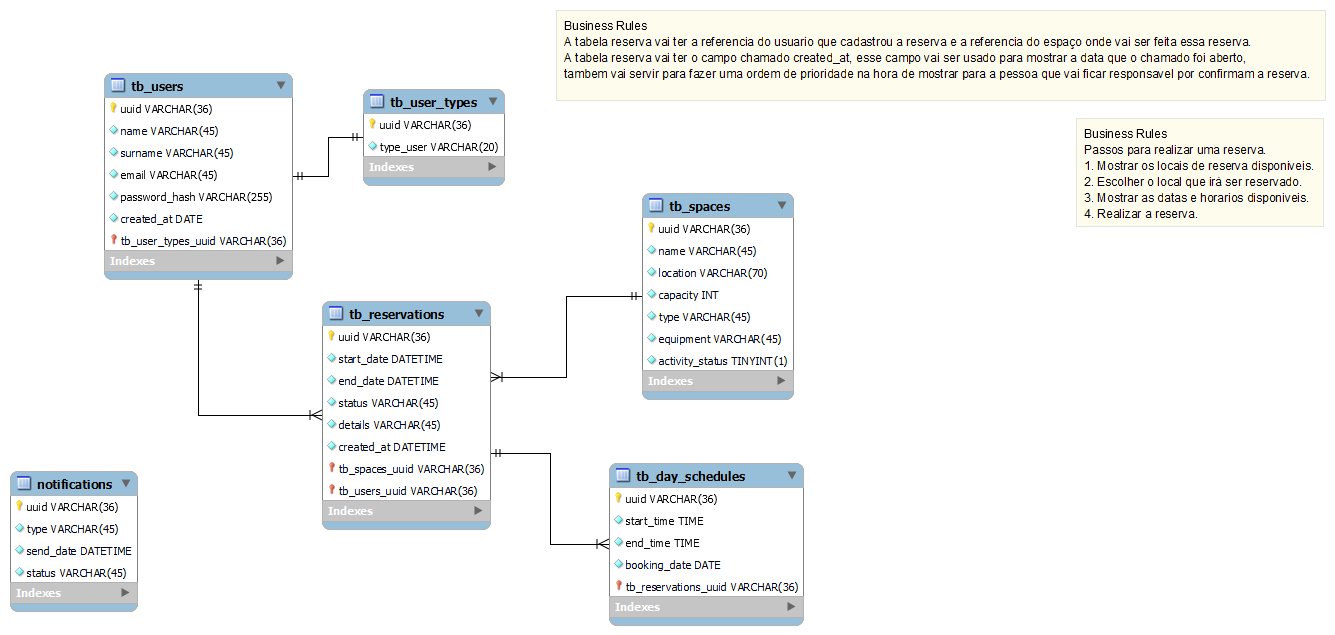 Business Rules
A tabela reserva vai ter a referencia do usuario que cadastrou a reserva e a referencia do espaço onde vai ser feita essa reserva.
A tabela reserva vai ter o campo chamado created_at, esse campo vai ser usado para mostrar a data que o chamado foi aberto,
tambem vai servir para fazer uma ordem de prioridade na hora de mostrar para a pessoa que vai ficar responsavel por confirmam a reserva.
Business Rules
Passos para realizar uma reserva.
1. Mostrar os locais de reserva disponíveis.
2. Escolher o local que irá ser reservado.
3. Mostrar as datas e horarios disponiveis.
4. Realizar a reserva.
tb_users
uuid VARCHAR(36)
name VARCHAR(45)
surname VARCHAR(45)
email VARCHAR(45)
password_hash VARCHAR(255)
created_at DATE
tb_user_types_uuid VARCHAR(36)
Indexes
tb_user_types
uuid VARCHAR(36)
type_user VARCHAR(20)
Indexes
tb_spaces
uuid VARCHAR(36)
name VARCHAR(45)
location VARCHAR(70)
capacity INT
type VARCHAR(45)
equipment VARCHAR(45)
activity_status TINYINT(1)
Indexes
tb_reservations
uuid VARCHAR(36)
start_date DATETIME
end_date DATETIME
status VARCHAR(45)
details VARCHAR(45)
created_at DATETIME
tb_spaces_uuid VARCHAR(36)
tb_users_uuid VARCHAR(36)
Indexes
notifications
uuid VARCHAR(36)
type VARCHAR(45)
send_date DATETIME
status VARCHAR(45)
Indexes
tb_day_schedules
uuid VARCHAR(36)
start_time TIME
end_time TIME
booking_date DATE
tb_reservations_uuid VARCHAR(36)
Indexes